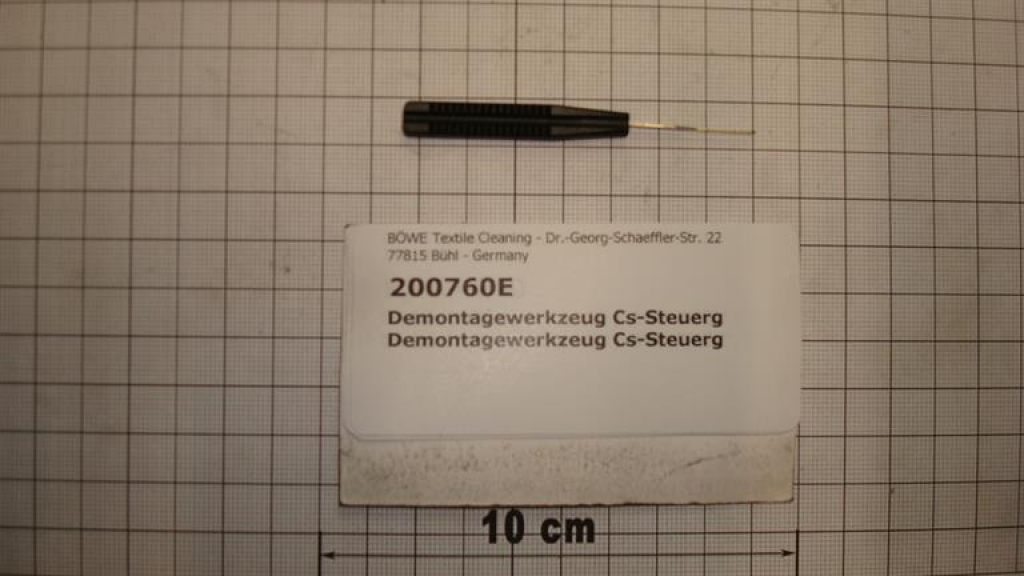 BÖWE Textile Cleaning - Dr.-Georg-Schaeffler-Str. 22
77815 Bühl - Germany
200760E
Demontagewerkzeug Cs-Steuerg
Demontagewerkzeug Cs-Steuerg
10 cm